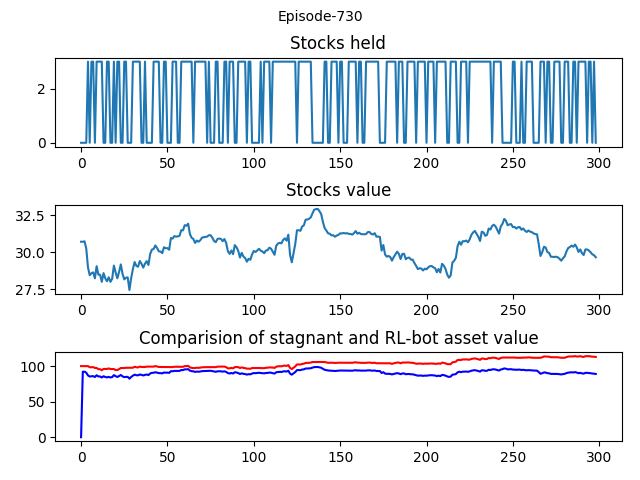 Episode-730
Stocks held
2
0
0 50 100 150 200 250 300
Stocks value
32.5
30.0
27.5
0 50 100 150 200 250 300
Comparision of stagnant and RL-bot asset value
100
50
0
0 50 100 150 200 250 300